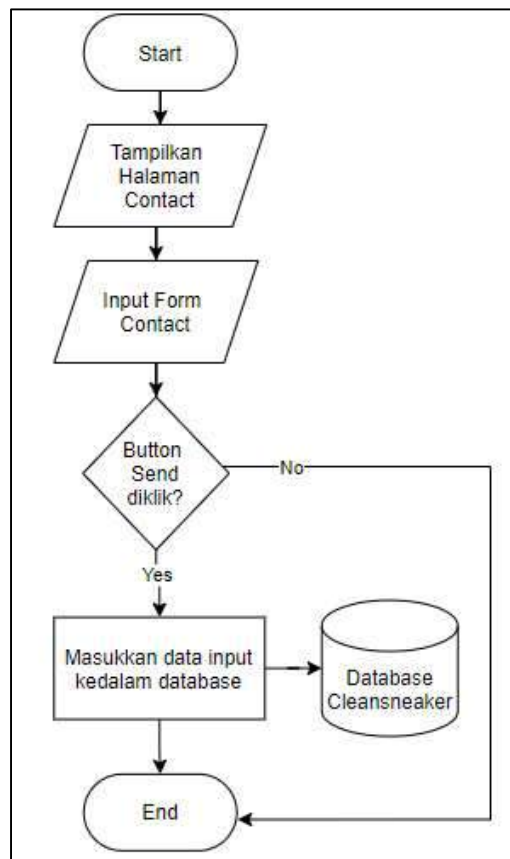 Start
Tampilkan
Halaman
Contact
Input Form
Contact
Button
Send
diklik?
No
Yes
Masukkan data input
kedalam database
Database
Cleansneaker
End